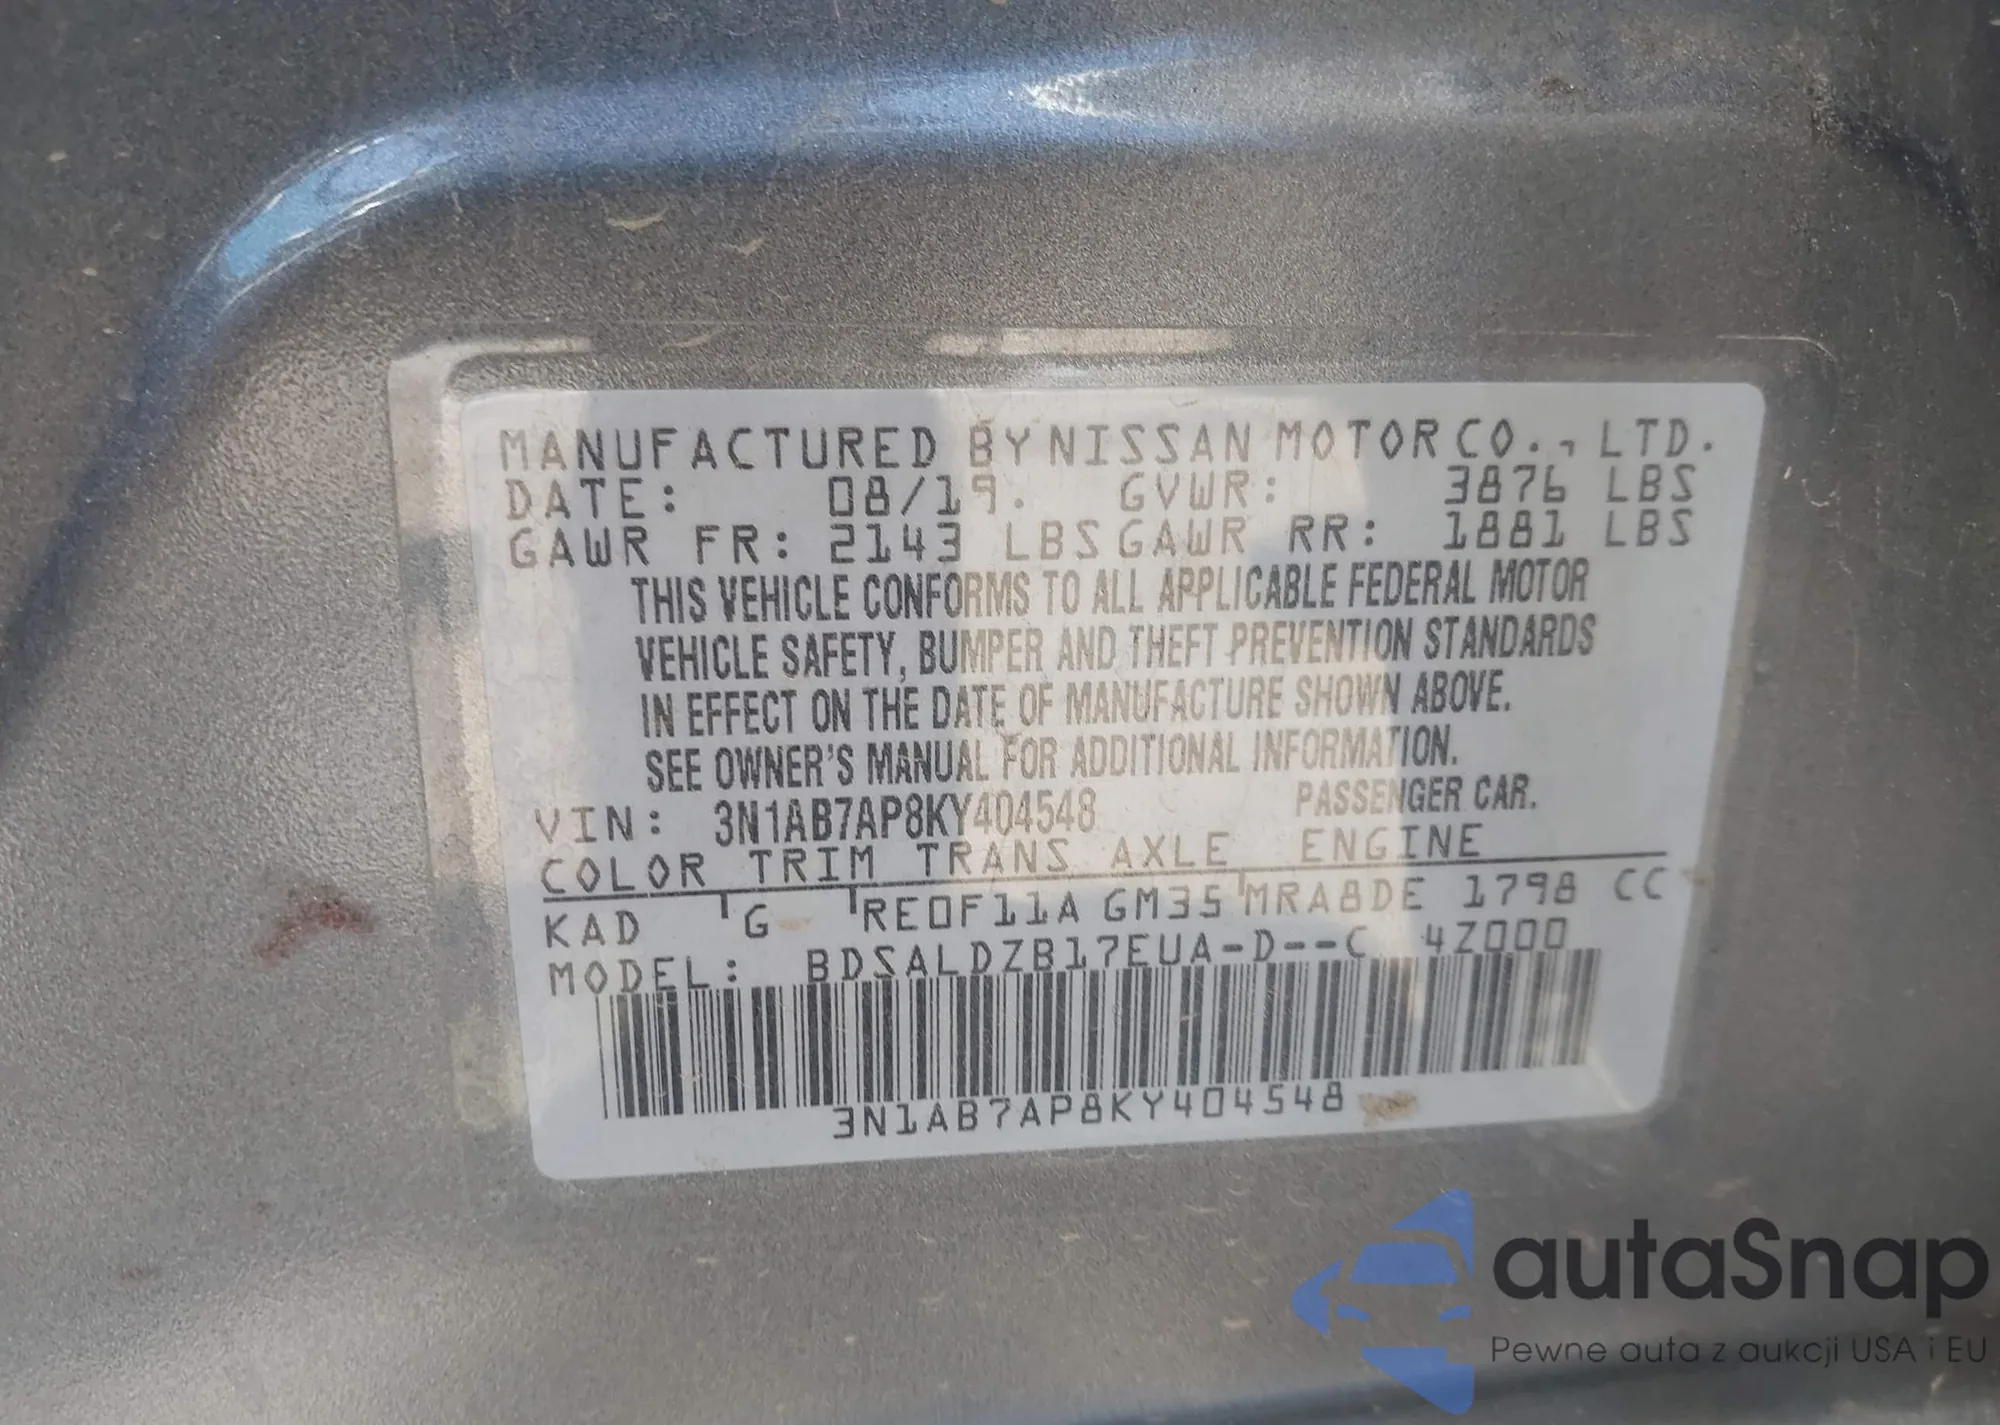 MANUFACTURED BY NISSAN MOTOR CO., LTD.
DATE: 08/19. GVWR: 3876 LBS
GAWR FR: 2143 LBS GAWR RR: 1881 LBS
THIS VEHICLE CONFORMS TO ALL APPLICABLE FEDERAL MOTOR
VEHICLE SAFETY, BUMPER AND THEFT PREVENTION STANDARDS
IN EFFECT ON THE DATE OF MANUFACTURE SHOWN ABOVE.
SEE OWNER'S MANUAL FOR ADDITIONAL INFORMATION.
VIN: 3N1AB7AP8KY404548 PASSENGER CAR.
COLOR TRIM TRANS AXLE ENGINE
KAD G RE0F11A GM35 MRA8DE 1798 CC
MODEL: BDSALDZB17EUA-D--C 4Z000
3N1AB7AP8KY404548
autaSnap
Pewne auta z aukcji USA i EU